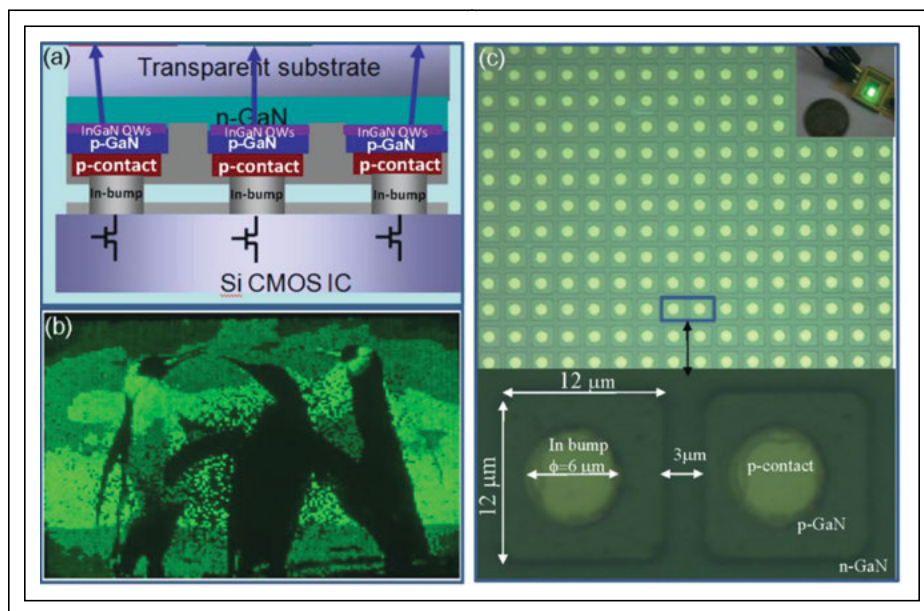 (a)
Transparent substrate
n-GaN
InGaN QWs InGaN QWs InGaN QWs
p-GaN p-GaN p-GaN
p-contact p-contact p-contact
In-bump In-bump In-bump
Si CMOS IC
(b)
(c)
12 μm
12 μm
In bump
ϕ=6 μm
3μm
p-contact
p-GaN
n-GaN